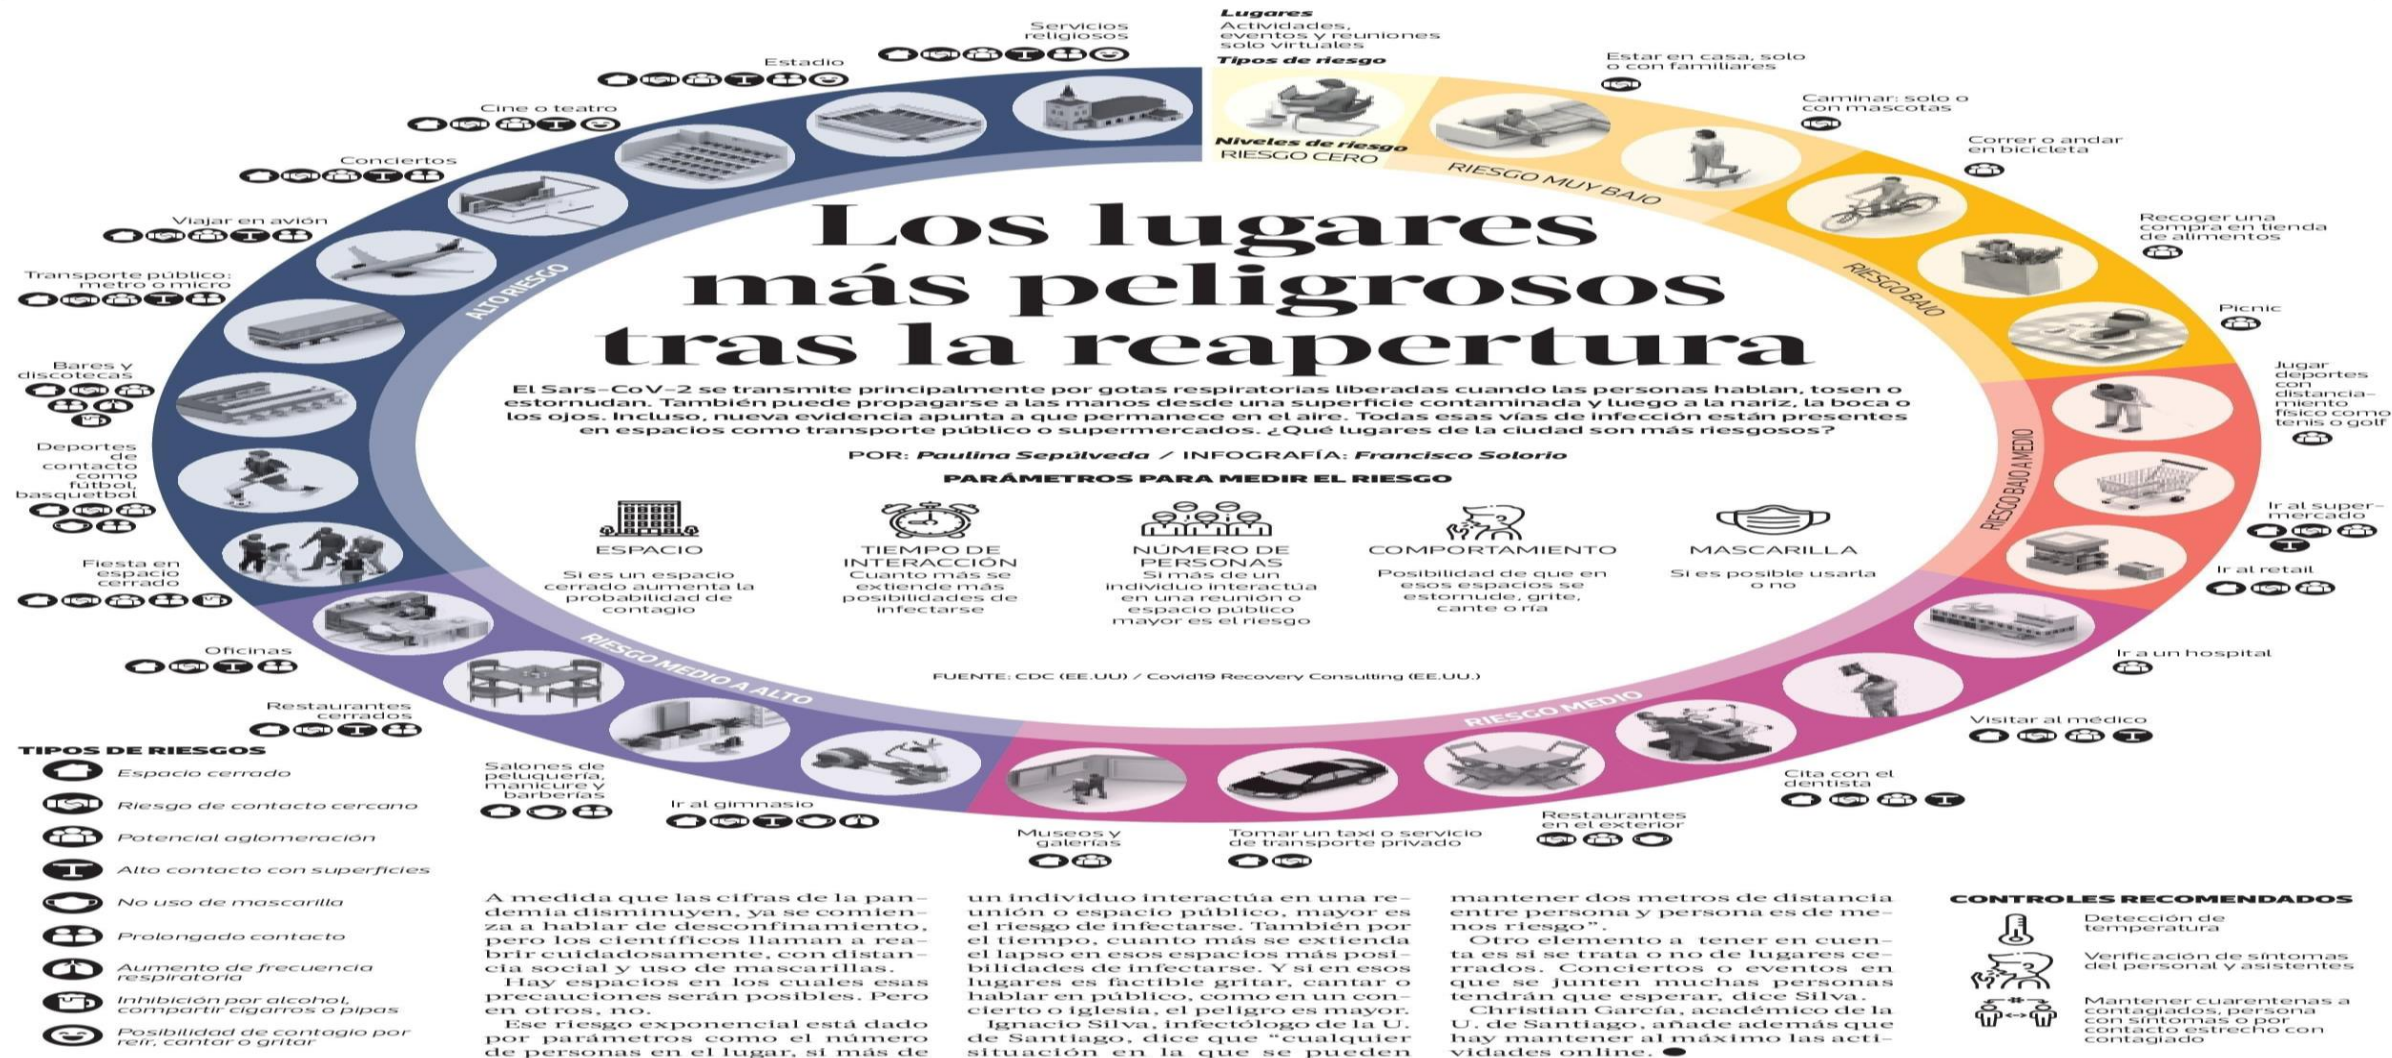 Lugares
Actividades,
eventos y reuniones
solo virtuales
Tipos de riesgo
Niveles de riesgo
RIESGO CERO
Estar en casa, solo
o con familiares
Caminar: solo o
con mascotas
RIESGO MUY BAJO
Correr o andar
en bicicleta
Recoger una
compra en tienda
de alimentos
Picnic
RIESGO BAJO
Jugar
deportes
con
distancia-
miento
físico como
tenis o golf
Ir al super-
mercado
Ir al retail
RIESGO BAJO A MEDIO
Ir a un hospital
Visitar al médico
Cita con el
dentista
Restaurantes
en el exterior
Tomar un taxi o servicio
de transporte privado
Museos y
galerías
RIESGO MEDIO
Ir al gimnasio
Salones de
peluquería,
manicure y
barberías
Restaurantes
cerrados
Oficinas
RIESGO MEDIO A ALTO
Fiesta en
espacio
cerrado
Deportes
de
contacto
como
fútbol,
basquetbol
Bares y
discotecas
Transporte público:
metro o micro
Viajar en avión
Conciertos
Cine o teatro
Estadio
Servicios
religiosos
ALTO RIESGO
Los lugares
más peligrosos
tras la reapertura
El Sars-CoV-2 se transmite principalmente por gotas respiratorias liberadas cuando las personas hablan, tosen o
estornudan. También puede propagarse a las manos desde una superficie contaminada y luego a la nariz, la boca o
los ojos. Incluso, nueva evidencia apunta a que permanece en el aire. Todas esas vías de infección están presentes
en espacios como transporte público o supermercados. ¿Qué lugares de la ciudad son más riesgosos?
POR: Paulina Sepúlveda / INFOGRAFÍA: Francisco Solorio
PARÁMETROS PARA MEDIR EL RIESGO
ESPACIO
Si es un espacio
cerrado aumenta la
probabilidad de
contagio
TIEMPO DE
INTERACCIÓN
Cuanto más se
extiende más
posibilidades de
infectarse
NÚMERO DE
PERSONAS
Si más de un
individuo interactúa
en una reunión o
espacio público
mayor es el riesgo
COMPORTAMIENTO
Posibilidad de que en
esos espacios se
estornude, grite,
cante o ría
MASCARILLA
Si es posible usarla
o no
FUENTE: CDC (EE.UU) / Covid19 Recovery Consulting (EE.UU.)
TIPOS DE RIESGOS
Espacio cerrado
Riesgo de contacto cercano
Potencial aglomeración
Alto contacto con superficies
No uso de mascarilla
Prolongado contacto
Aumento de frecuencia
respiratoria
Inhibición por alcohol,
compartir cigarros o pipas
Posibilidad de contagio por
reír, cantar o gritar
A medida que las cifras de la pan-
demia disminuyen, ya se comien-
za a hablar de desconfinamiento,
pero los científicos llaman a rea-
brir cuidadosamente, con distan-
cia social y uso de mascarillas.
Hay espacios en los cuales esas
precauciones serán posibles. Pero
en otros, no.
Ese riesgo exponencial está dado
por parámetros como el número
de personas en el lugar, si más de
un individuo interactúa en una re-
unión o espacio público, mayor es
el riesgo de infectarse. También por
el tiempo, cuanto más se extienda
el lapso en esos espacios más posi-
bilidades de infectarse. Y si en esos
lugares es factible gritar, cantar o
hablar en público, como en un con-
cierto o iglesia, el peligro es mayor.
Ignacio Silva, infectólogo de la U.
de Santiago, dice que "cualquier
situación en la que se pueden
mantener dos metros de distancia
entre persona y persona es de me-
nos riesgo".
Otro elemento a tener en cuen-
ta es si se trata o no de lugares ce-
rrados. Conciertos o eventos en
que se junten muchas personas
tendrán que esperar, dice Silva.
Christian García, académico de la
U. de Santiago, añade además que
hay mantener al máximo las acti-
vidades online.
CONTROLES RECOMENDADOS
Detección de
temperatura
Verificación de síntomas
del personal y asistentes
Mantener cuarentenas a
contagiados, persona
con síntomas o por
contacto estrecho con
contagiado